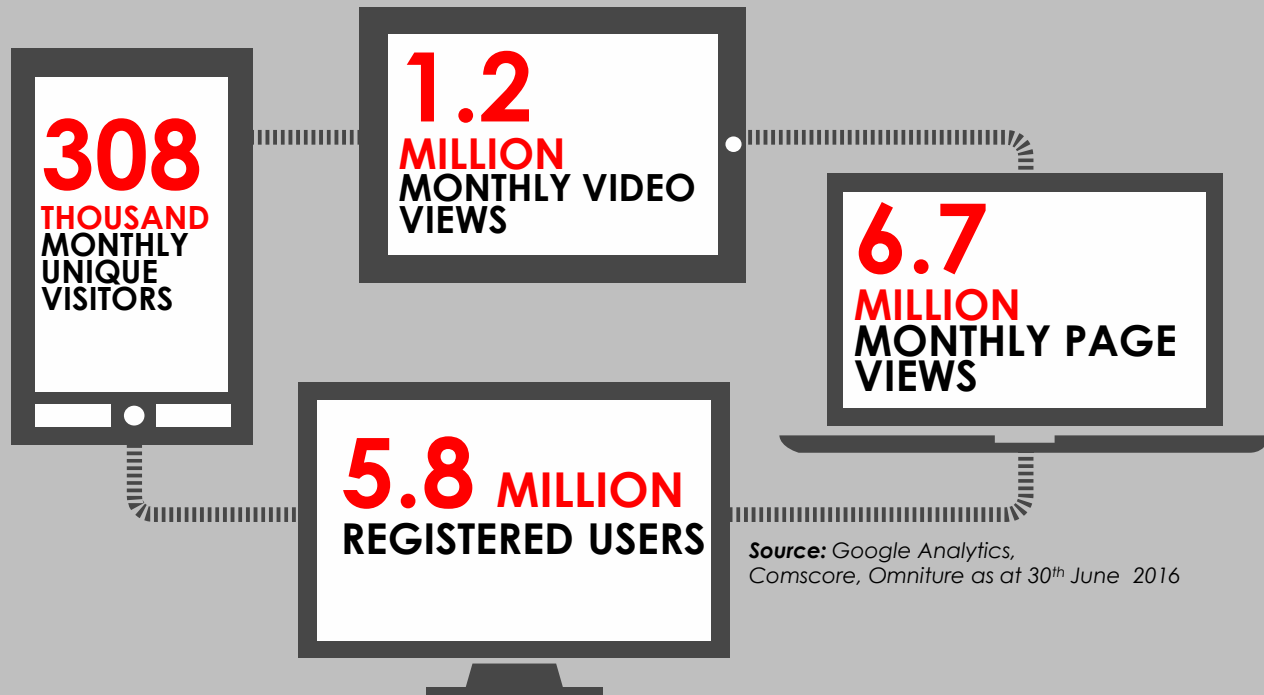 308
THOUSAND
MONTHLY
UNIQUE
VISITORS
1.2
MILLION
MONTHLY VIDEO
VIEWS
6.7
MILLION
MONTHLY PAGE
VIEWS
5.8 MILLION
REGISTERED USERS
Source: Google Analytics,
Comscore, Omniture as at 30th June 2016